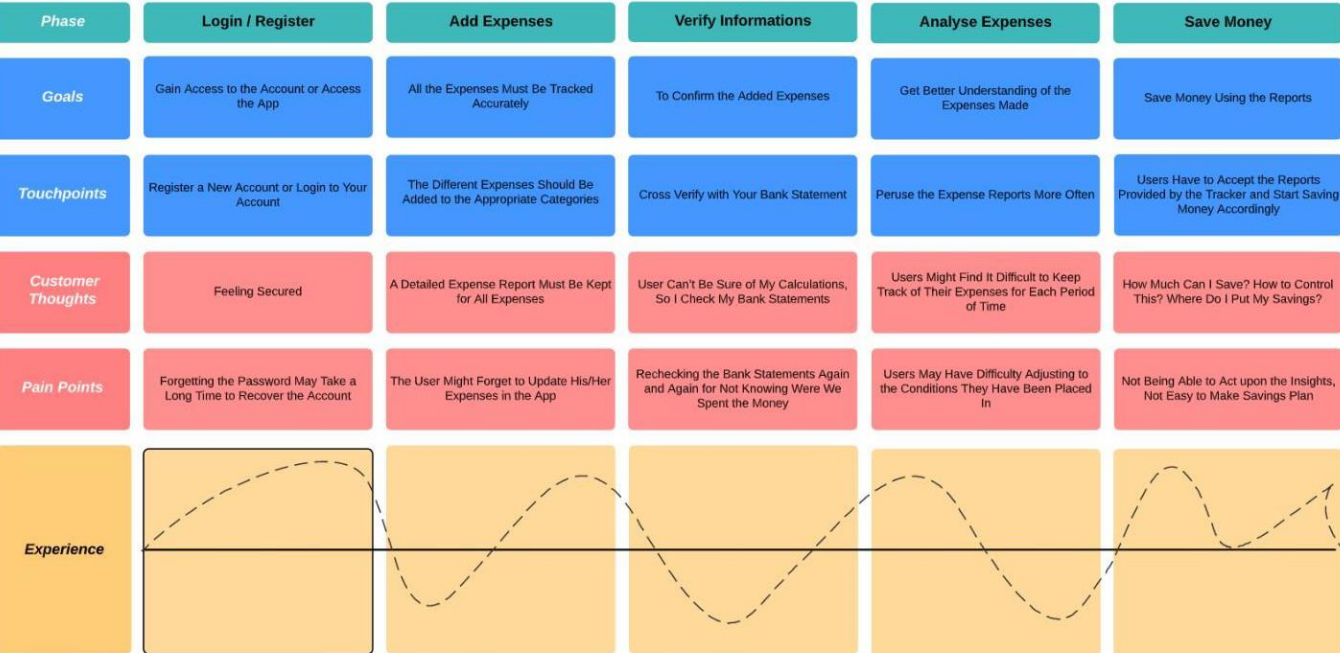 Phase
Login / Register
Add Expenses
Verify Informations
Analyse Expenses
Save Money
Goals
Gain Access to the Account or Access
the App
All the Expenses Must Be Tracked
Accurately
To Confirm the Added Expenses
Get Better Understanding of the
Expenses Made
Save Money Using the Reports
Touchpoints
Register a New Account or Login to Your
Account
The Different Expenses Should Be
Added to the Appropriate Categories
Cross Verify with Your Bank Statement
Peruse the Expense Reports More Often
Users Have to Accept the Reports
Provided by the Tracker and Start Saving
Money Accordingly
Customer
Thoughts
Feeling Secured
A Detailed Expense Report Must Be Kept
for All Expenses
User Can't Be Sure of My Calculations,
So I Check My Bank Statements
Users Might Find It Difficult to Keep
Track of Their Expenses for Each Period
of Time
How Much Can I Save? How to Control
This? Where Do I Put My Savings?
Pain Points
Forgetting the Password May Take a
Long Time to Recover the Account
The User Might Forget to Update His/Her
Expenses in the App
Rechecking the Bank Statements Again
and Again for Not Knowing Were We
Spent the Money
Users May Have Difficulty Adjusting to
the Conditions They Have Been Placed
In
Not Being Able to Act upon the Insights,
Not Easy to Make Savings Plan
Experience